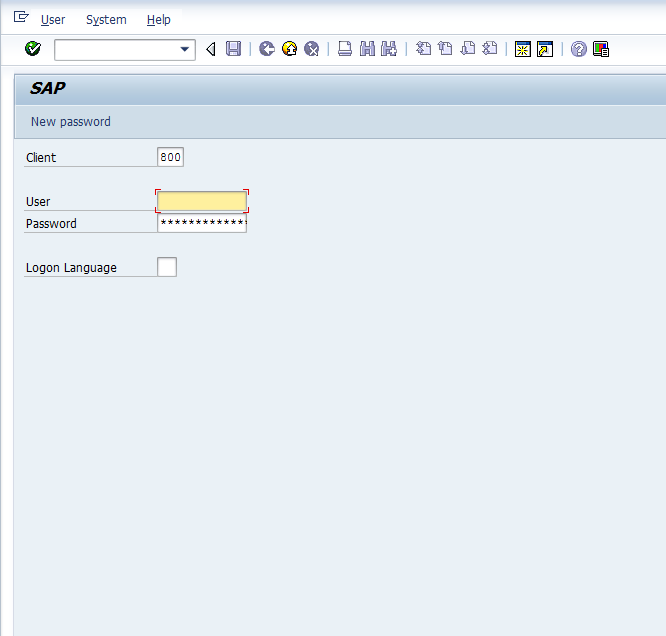 User System Help
SAP
New password
Client 800
User
Password *************
Logon Language